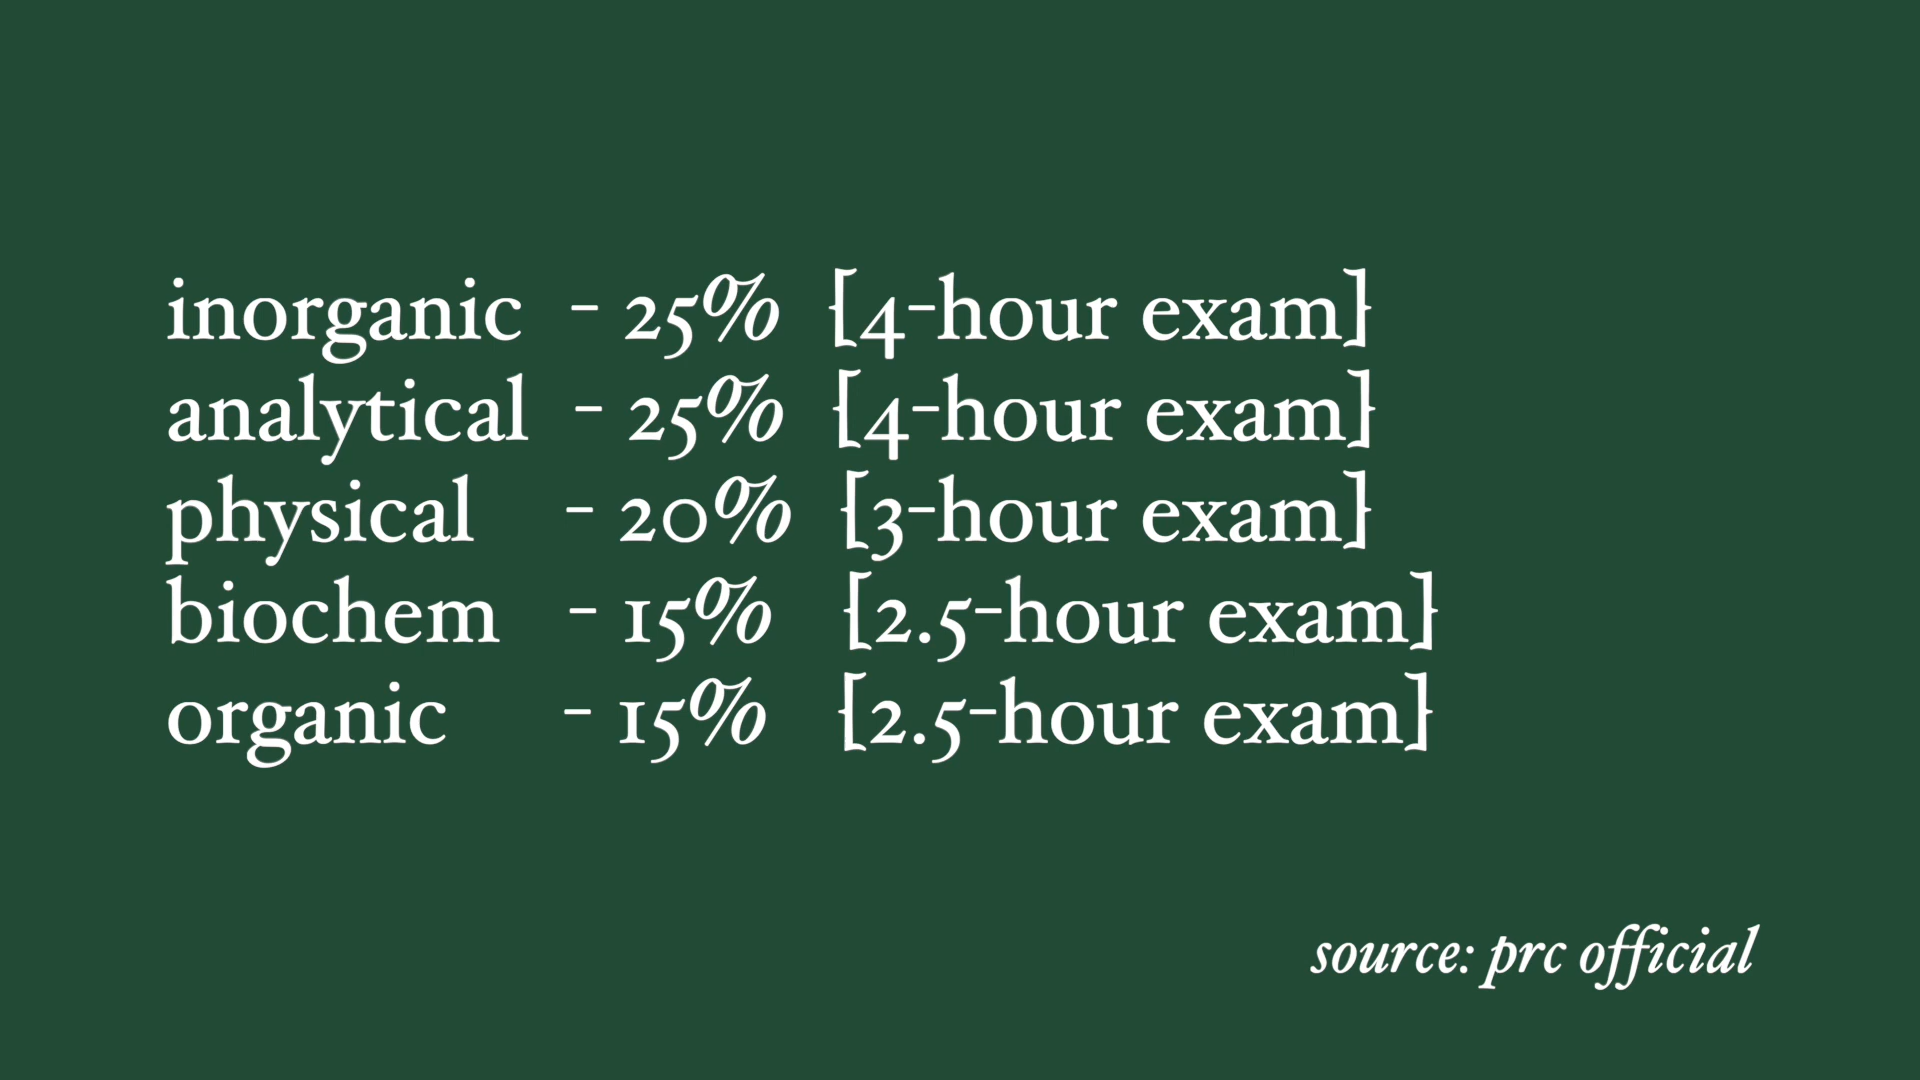 inorganic - 25% [4-hour exam]
analytical - 25% [4-hour exam]
physical - 20% [3-hour exam]
biochem - 15% [2.5-hour exam]
organic - 15% [2.5-hour exam]
source: prc official